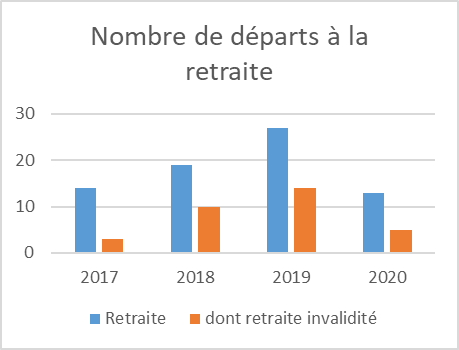 Nombre de départs à la
retraite
30
20
10
0
2017 2018 2019 2020
Retraite dont retraite invalidité